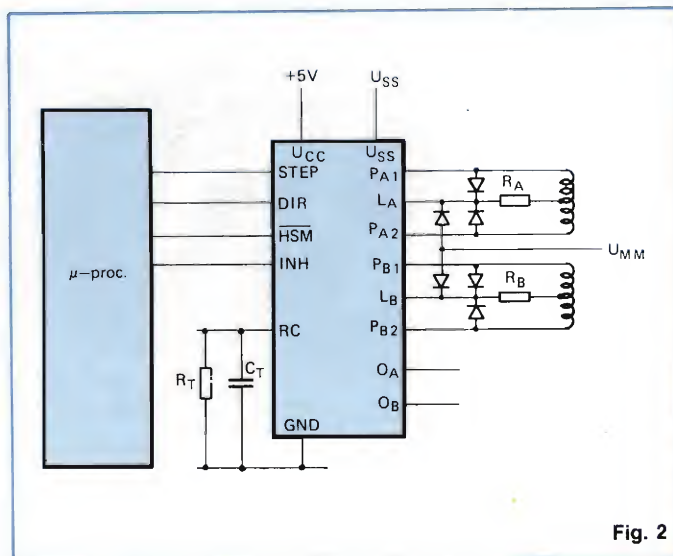 +5V USS
UCC USS
STEP PA1
DIR LA RA
HSM PA2
INH PB1 UMM
μ-proc. LB RB
RC PB2
RT CT OA
OB
GND
Fig. 2